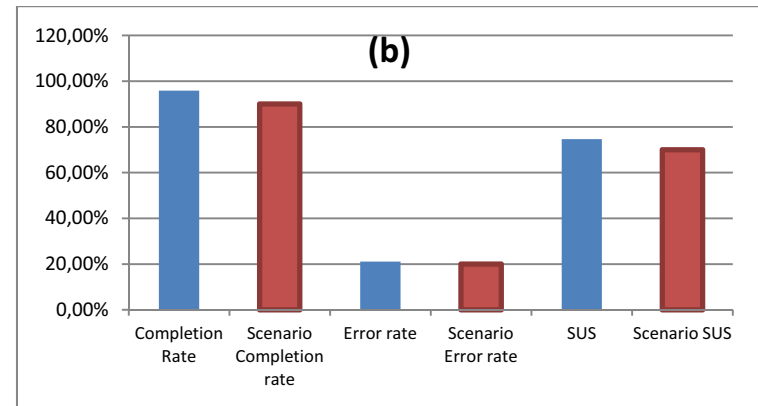 (b)
120,00%
100,00%
80,00%
60,00%
40,00%
20,00%
0,00%
Completion
Rate
Scenario
Completion
rate
Error rate
Scenario
Error rate
SUS
Scenario SUS